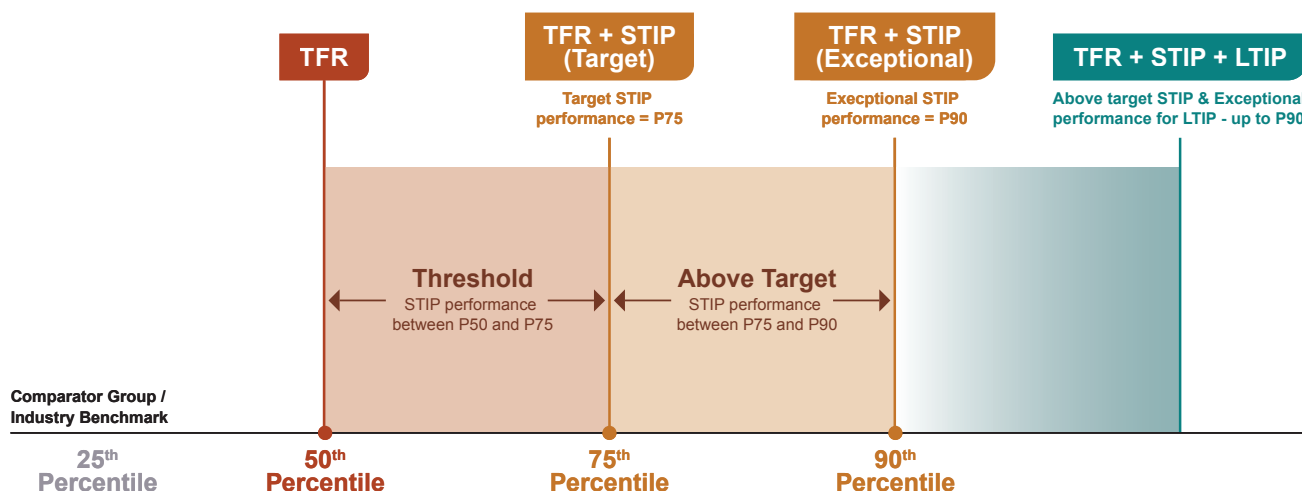 TFR
TFR + STIP
(Target)
Target STIP
performance = P75
TFR + STIP
(Exceptional)
Execptional STIP
performance = P90
TFR + STIP + LTIP
Above target STIP & Exceptiona
performance for LTIP - up to P90
Threshold
STIP performance
between P50 and P75
Above Target
STIP performance
between P75 and P90
Comparator Group /
Industry Benchmark
25th
Percentile
50th
Percentile
75th
Percentile
90th
Percentile